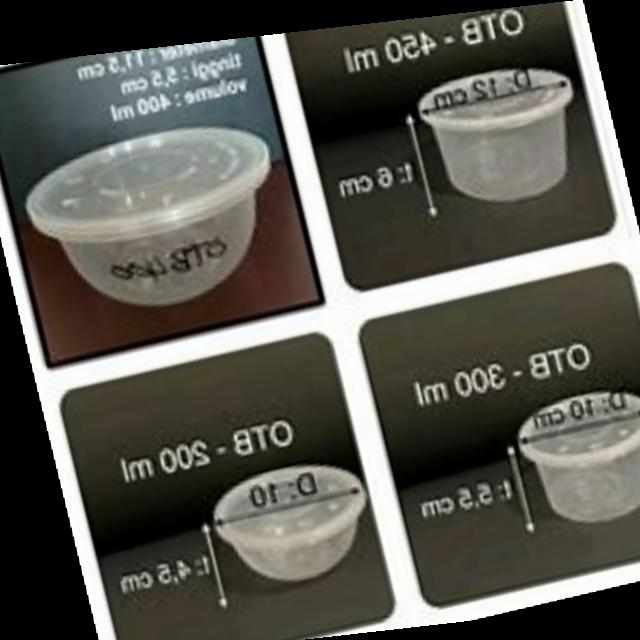 diameter : 11,5 cm
tinggi : 5,5 cm
volume : 400 ml
OTB 400
OTB - 450 ml
D: 12 cm
t: 6 cm
OTB - 200 ml
D: 10
t: 4,5 cm
OTB - 300 ml
D: 10 cm
t: 5,5 cm